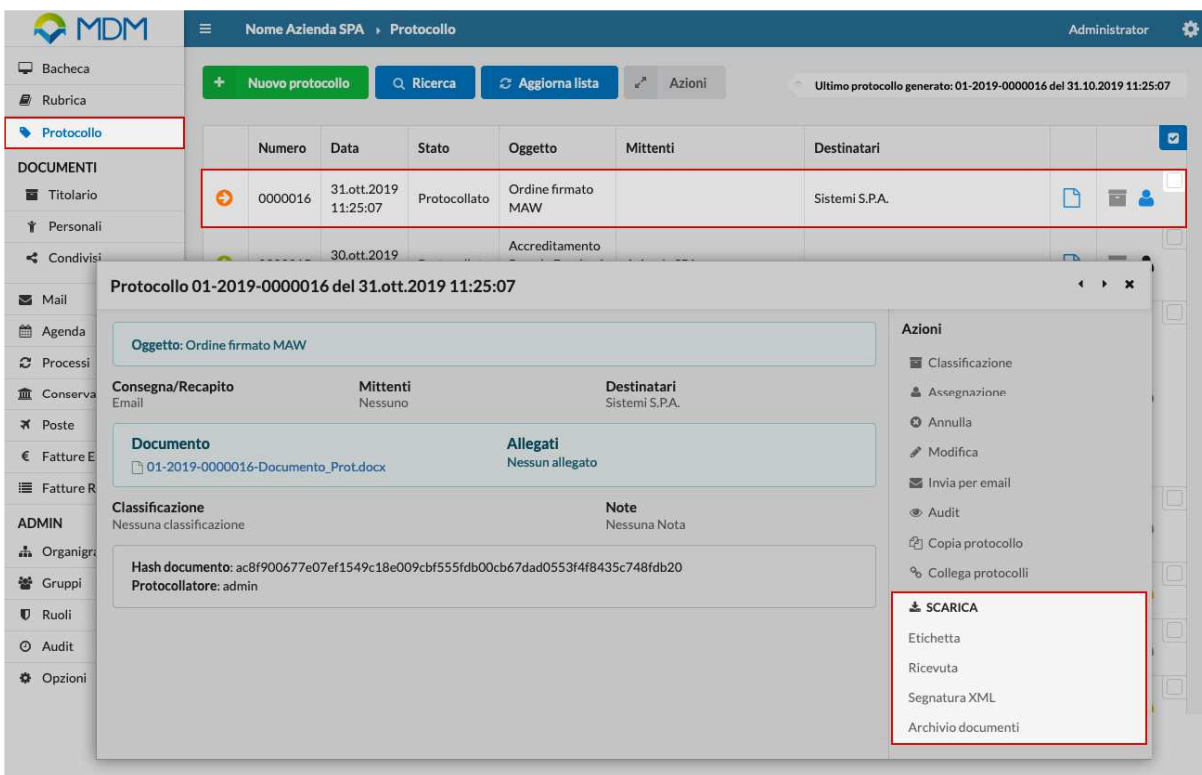 MDM
Nome Azienda SPA › Protocollo
Administrator
Bacheca
Rubrica
Protocollo
DOCUMENTI
Titolario
Personali
Condivisi
Mail
Agenda
Processi
Conserva
Poste
Fatture E
Fatture R
ADMIN
Organigra
Gruppi
Ruoli
Audit
Opzioni
+ Nuovo protocollo
Ricerca
Aggiorna lista
Azioni
Ultimo protocollo generato: 01-2019-0000016 del 31.10.2019 11:25:07
Numero Data Stato Oggetto Mittenti Destinatari
0000016 31.ott.2019 11:25:07 Protocollato Ordine firmato MAW Sistemi S.P.A.
30.ott.2019 Accreditamento
Protocollo 01-2019-0000016 del 31.ott.2019 11:25:07
Oggetto: Ordine firmato MAW
Consegna/Recapito Mittenti Destinatari
Email Nessuno Sistemi S.P.A.
Documento Allegati
01-2019-0000016-Documento_Prot.docx Nessun allegato
Classificazione Note
Nessuna classificazione Nessuna Nota
Hash documento: ac8f900677e07ef1549c18e009cbf555fdb00cb67dad0553f4f8435c748fdb20
Protocollatore: admin
Azioni
Classificazione
Assegnazione
Annulla
Modifica
Invia per email
Audit
Copia protocollo
Collega protocolli
SCARICA
Etichetta
Ricevuta
Segnatura XML
Archivio documenti